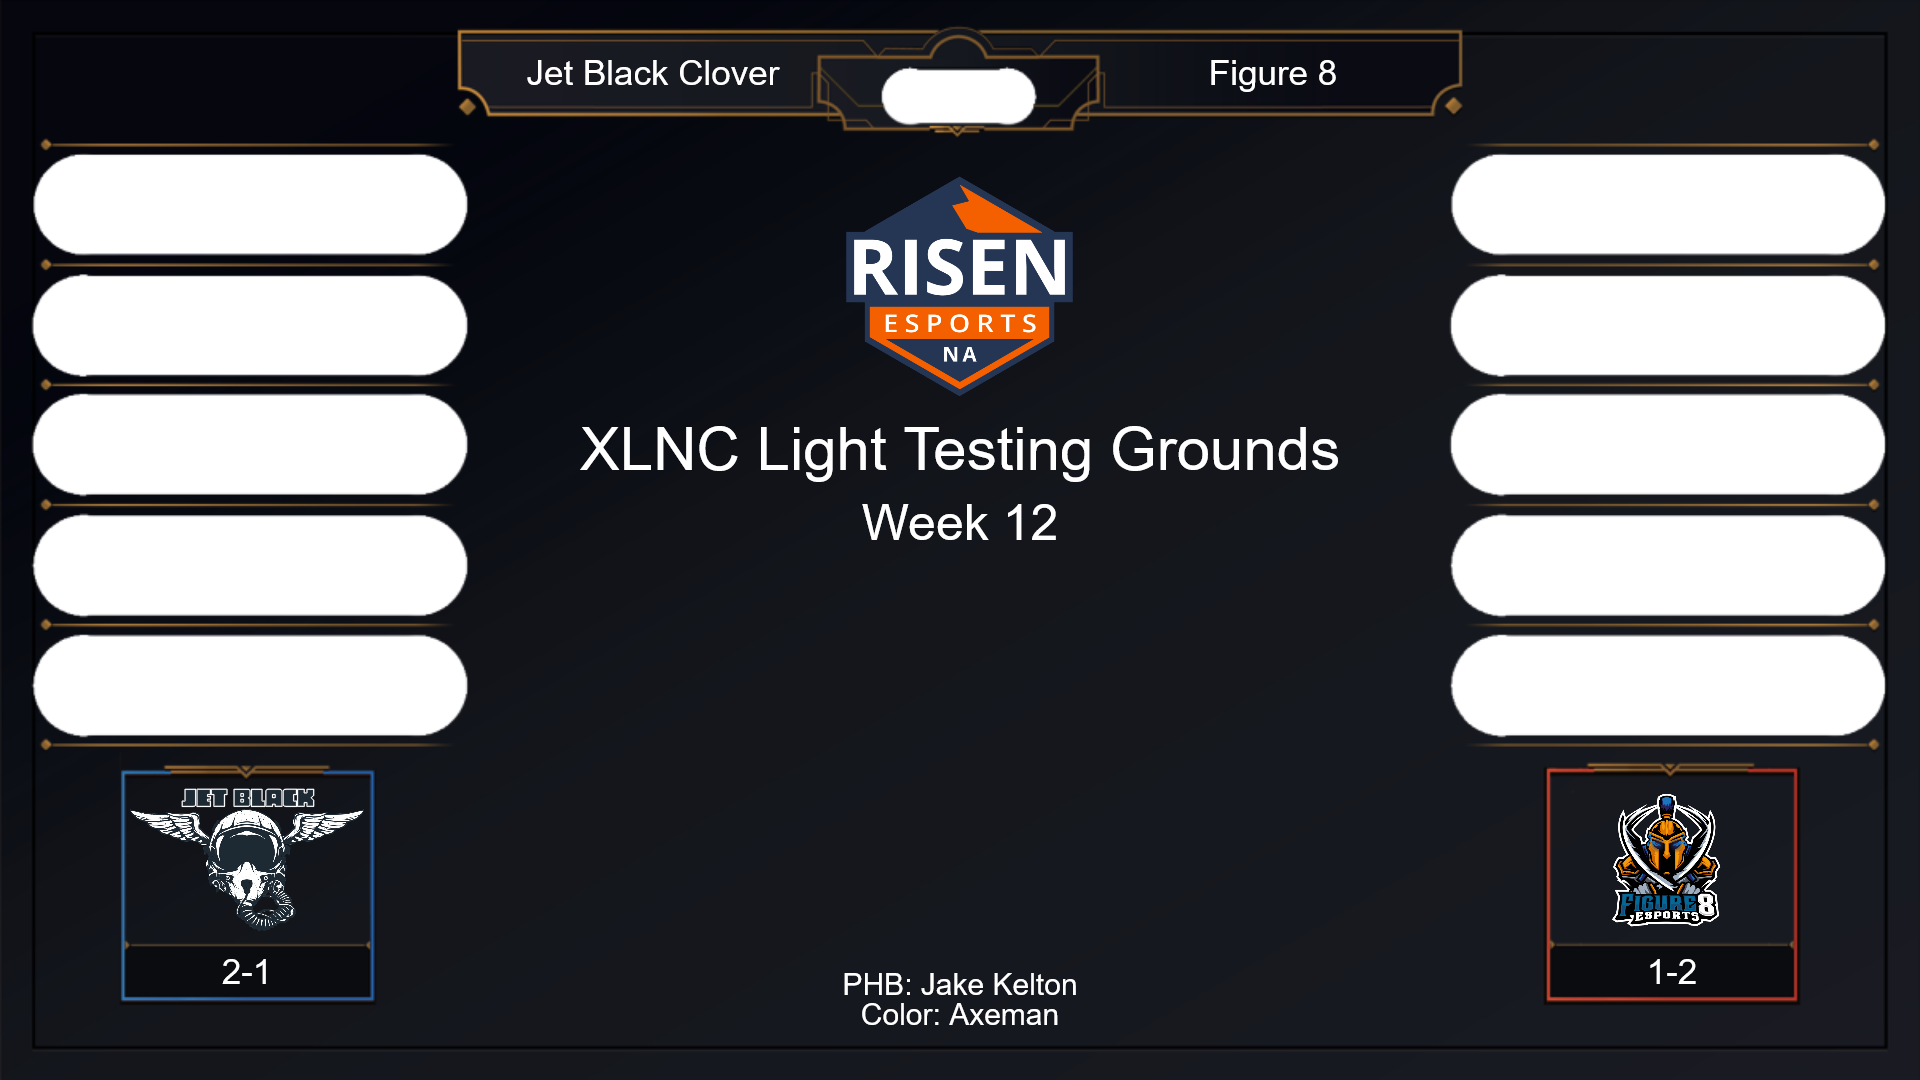 Jet Black Clover
Figure 8
RISEN
ESPORTS
NA
XLNC Light Testing Grounds
Week 12
JET BLACK
2-1
FIGURE 8
ESPORTS
1-2
PHB: Jake Kelton
Color: Axeman